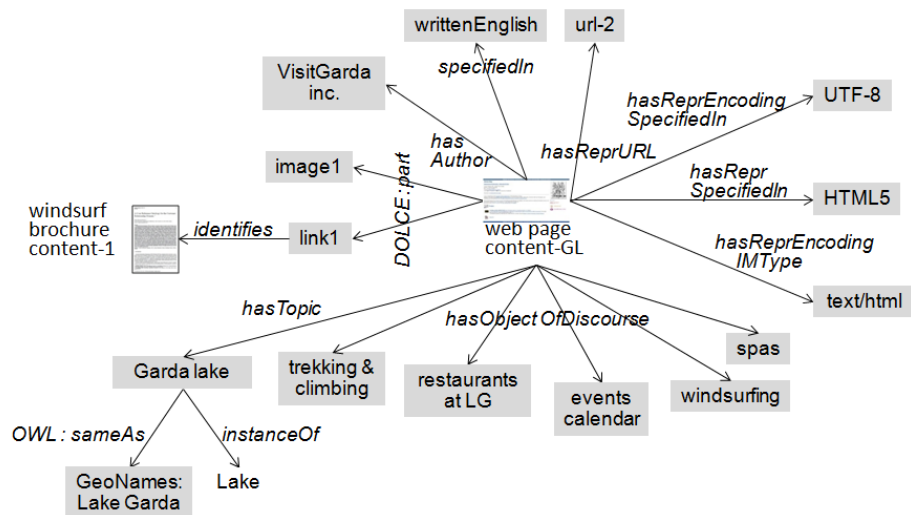 writtenEnglish
url-2
specifiedIn
VisitGarda
inc.
UTF-8
hasReprEncoding
SpecifiedIn
has
Author
hasReprURL
image1
DOLCE::part
hasRepr
SpecifiedIn
HTML5
windsurf
brochure
content-1
identifies
link1
web page
content-GL
hasReprEncoding
IMType
text/html
hasTopic
hasObject OfDiscourse
spas
Garda lake
trekking &
climbing
restaurants
at LG
events
calendar
windsurfing
OWL : sameAs
instanceOf
GeoNames:
Lake Garda
Lake